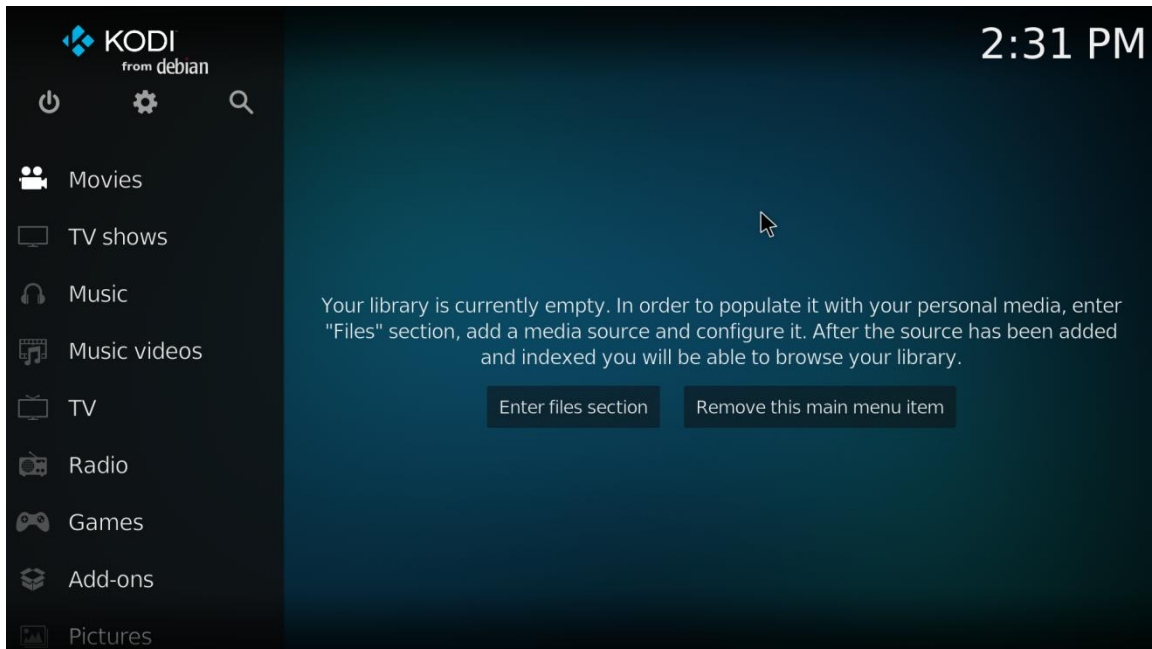 KODI
from debian
2:31 PM
Movies
TV shows
Music
Music videos
TV
Radio
Games
Add-ons
Pictures
Your library is currently empty. In order to populate it with your personal media, enter
"Files" section, add a media source and configure it. After the source has been added
and indexed you will be able to browse your library.
Enter files section
Remove this main menu item